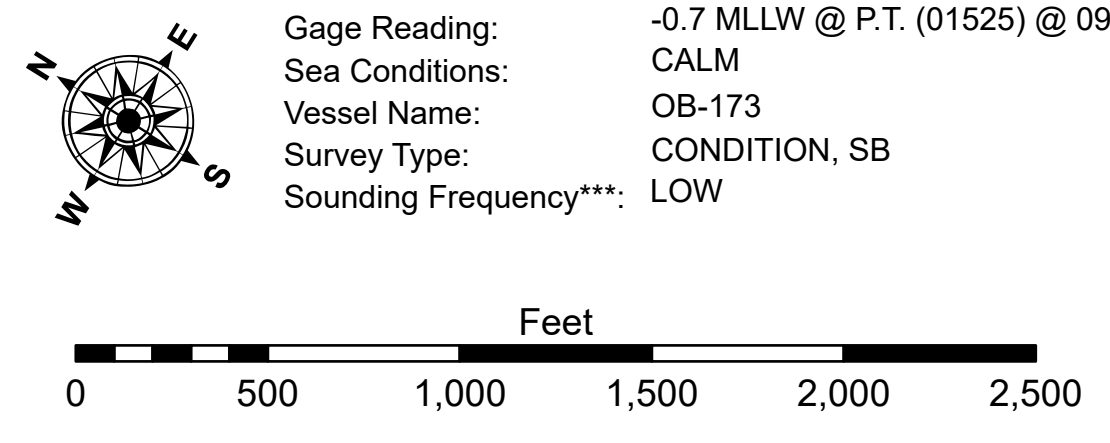 N
E
S
W
Gage Reading: -0.7 MLLW @ P.T. (01525) @ 09
Sea Conditions: CALM
Vessel Name: OB-173
Survey Type: CONDITION, SB
Sounding Frequency***: LOW
Feet
0 500 1,000 1,500 2,000 2,500